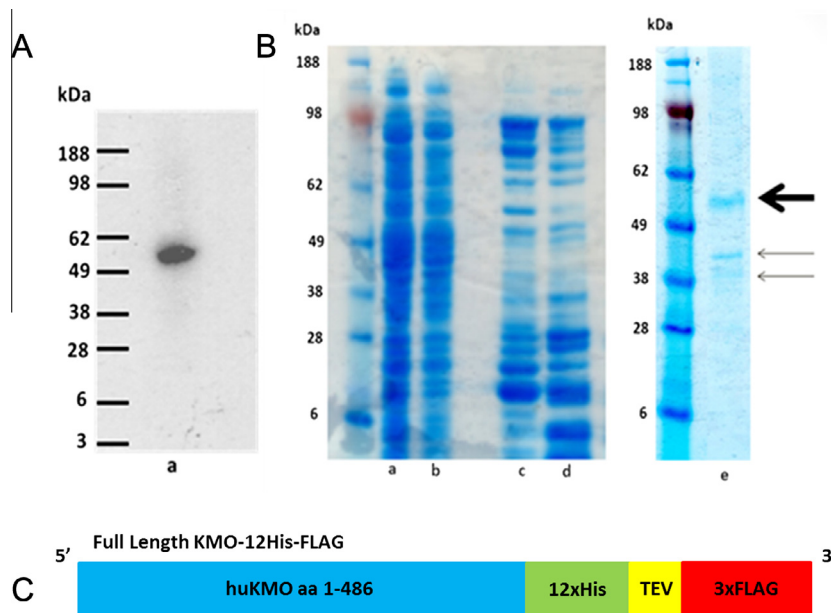 A
kDa
188
98
62
49
38
28
6
3
a
B
kDa
188
98
62
49
38
28
6
a
b
c
d
kDa
188
98
62
49
38
28
6
e
C
Full Length KMO-12His-FLAG
5’
3
huKMO aa 1-486
12xHis
TEV
3xFLAG